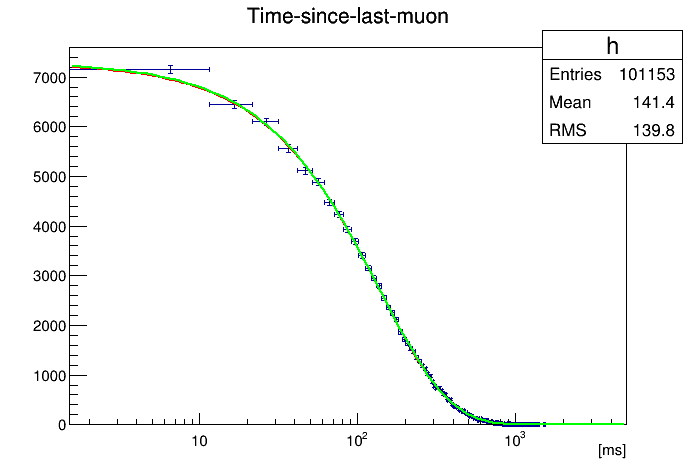 Time-since-last-muon
h
Entries 101153
Mean 141.4
RMS 139.8
7000
6000
5000
4000
3000
2000
1000
0
10 10² 10³
[ms]